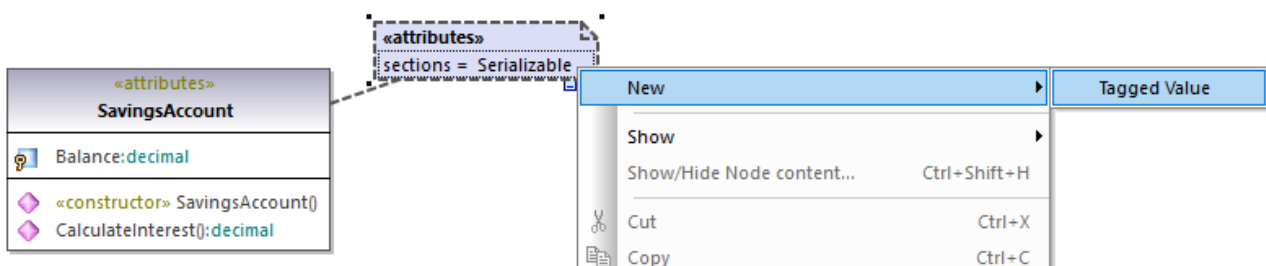 «attributes»
sections = Serializable
«attributes»
SavingsAccount
Balance:decimal
«constructor» SavingsAccount()
CalculateInterest():decimal
New
Tagged Value
Show
Show/Hide Node content... Ctrl+Shift+H
Cut Ctrl+X
Copy Ctrl+C